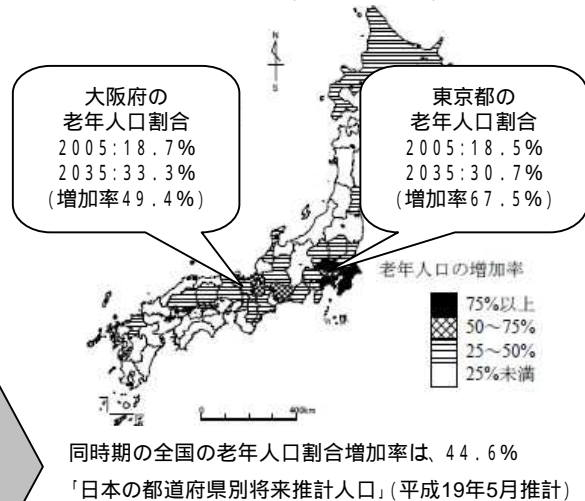 N
S
大阪府の
老年人口割合
2005:18.7%
2035:33.3%
(増加率49.4%)
東京都の
老年人口割合
2005:18.5%
2035:30.7%
(増加率67.5%)
老年人口の増加率
75%以上
50～75%
25～50%
25%未満
0 400km
同時期の全国の老年人口割合増加率は、44.6%
「日本の都道府県別将来推計人口」(平成19年5月推計)